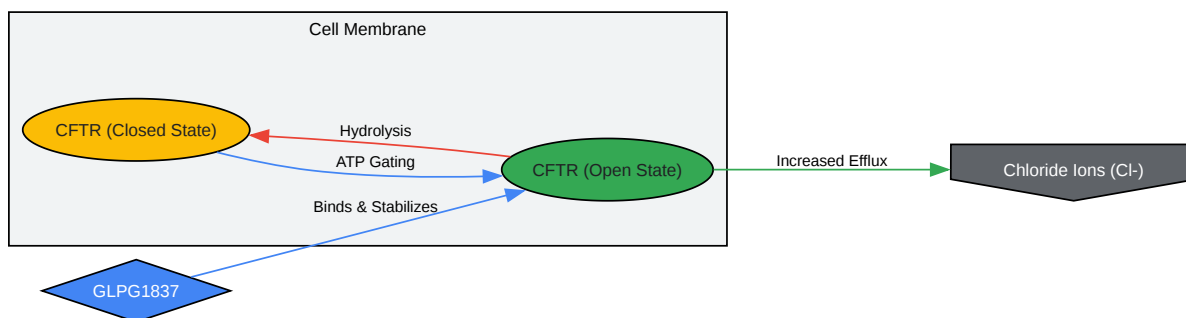 Cell Membrane
CFTR (Closed State)
Hydrolysis
ATP Gating
CFTR (Open State)
Increased Efflux
Chloride Ions (Cl-)
Binds & Stabilizes
GLPG1837